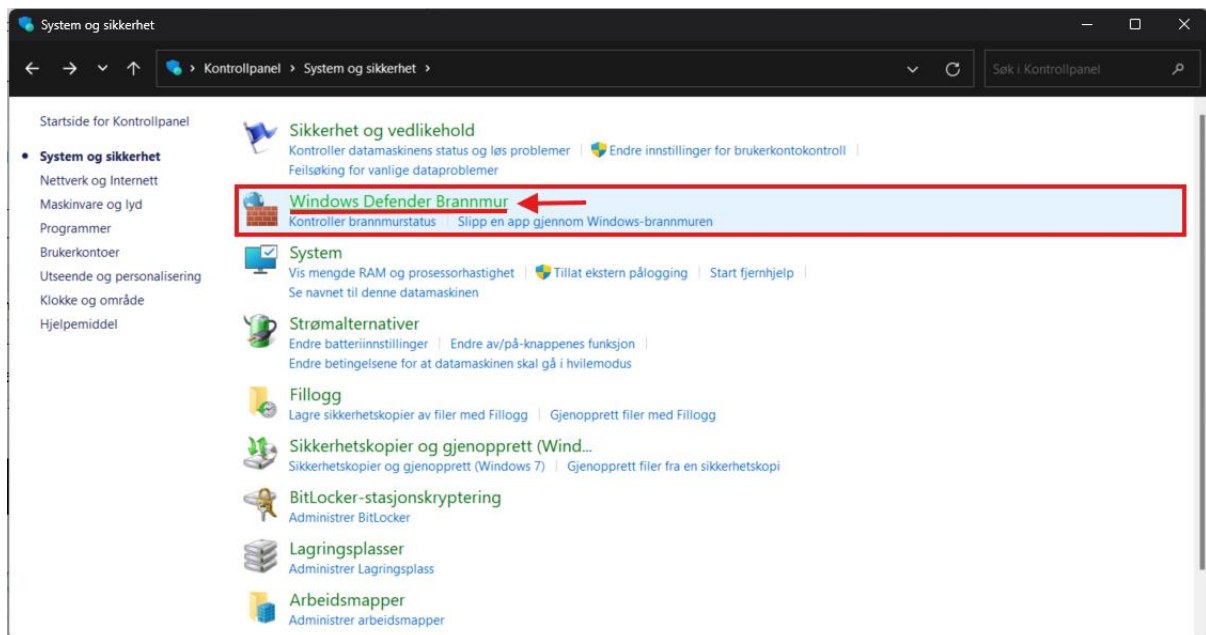 System og sikkerhet
Kontrollpanel > System og sikkerhet >
Søk i Kontrollpanel
Startside for Kontrollpanel
System og sikkerhet
Nettverk og Internett
Maskinvare og lyd
Programmer
Brukerkontoer
Utseende og personalisering
Klokke og område
Hjelpemiddel
Sikkerhet og vedlikehold
Kontroller datamaskinens status og løs problemer
Endre innstillinger for brukerkontokontroll
Feilsøking for vanlige dataproblemer
Windows Defender Brannmur
Kontroller brannmurstatus
Slipp en app gjennom Windows-brannmuren
System
Vis mengde RAM og prosessorhastighet
Tillat ekstern pålogging
Start fjernhjelp
Se navnet til denne datamaskinen
Strømalternativer
Endre batteriinnstillinger
Endre av/på-knappenes funksjon
Endre betingelsene for at datamaskinen skal gå i hvilemodus
Fillogg
Lagre sikkerhetskopier av filer med Fillogg
Gjenopprett filer med Fillogg
Sikkerhetskopier og gjenopprett (Wind...
Sikkerhetskopier og gjenopprett (Windows 7)
Gjenopprett filer fra en sikkerhetskopi
BitLocker-stasjonskryptering
Administrer BitLocker
Lagringsplasser
Administrer Lagringsplass
Arbeidsmapper
Administrer arbeidsmapper